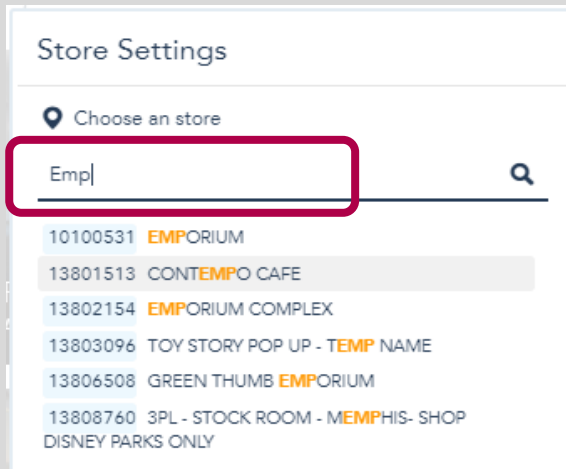 Store Settings
Choose an store
Emp
10100531 EMPORIUM
13801513 CONTEMPO CAFE
13802154 EMPORIUM COMPLEX
13803096 TOY STORY POP UP - TEMP NAME
13806508 GREEN THUMB EMPORIUM
13808760 3PL - STOCK ROOM - MEMPHIS- SHOP
DISNEY PARKS ONLY